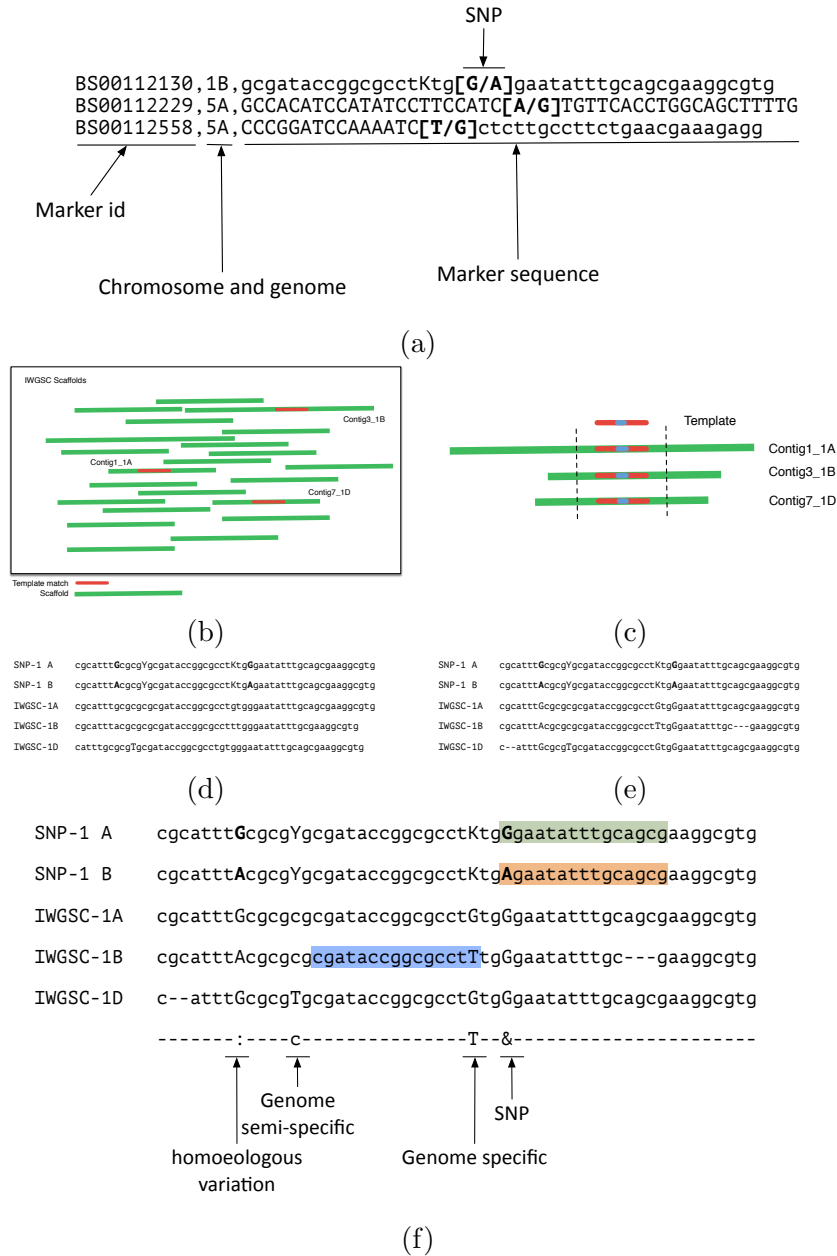 SNP
BS00112130,1B,gcgataccggcgcctKtg[G/A]gaatatttgcagcgaaggcgtg
BS00112229,5A,GCCACATCCATATCCTTCCATC[A/G]TGTTCACCTGGCAGCTTTTG
BS00112558,5A,CCCGGATCCAAAATC[T/G]ctcttgccttctgaacgaaagagg
Marker id
Chromosome and genome
Marker sequence
(a)
IWGSC Scaffolds
Contig3_1B
Contig1_1A
Contig7_1D
Template match
Scaffold
(b)
Template
Contig1_1A
Contig3_1B
Contig7_1D
(c)
SNP-1 A cgcatttGcgcgYgcgataccggcgcctKtgGgaatatttgcagcgaaggcgtg
SNP-1 B cgcatttAcgcgYgcgataccggcgcctKtgAgaatatttgcagcgaaggcgtg
IWGSC-1A cgcatttgcgcgcgcgataccggcgcctgtgggaatatttgcagcgaaggcgtg
IWGSC-1B cgcatttacgcgcgcgataccggcgcctttgggaatatttgcgaaggcgtg
IWGSC-1D catttgcgcgTgcgataccggcgcctgtgggaatatttgcagcgaaggcgtg
(d)
SNP-1 A cgcatttGcgcgYgcgataccggcgcctKtgGgaatatttgcagcgaaggcgtg
SNP-1 B cgcatttAcgcgYgcgataccggcgcctKtgAgaatatttgcagcgaaggcgtg
IWGSC-1A cgcatttGcgcgcgcgataccggcgcctGtgGgaatatttgcagcgaaggcgtg
IWGSC-1B cgcatttAcgcgcgcgataccggcgcctTtgGgaatatttgc---gaaggcgtg
IWGSC-1D c--atttGcgcgTgcgataccggcgcctGtgGgaatatttgcagcgaaggcgtg
(e)
SNP-1 A cgcatttGcgcgYgcgataccggcgcctKtgGgaatatttgcagcgaaggcgtg
SNP-1 B cgcatttAcgcgYgcgataccggcgcctKtgAgaatatttgcagcgaaggcgtg
IWGSC-1A cgcatttGcgcgcgcgataccggcgcctGtgGgaatatttgcagcgaaggcgtg
IWGSC-1B cgcatttAcgcgcgcgataccggcgcctTtgGgaatatttgc---gaaggcgtg
IWGSC-1D c--atttGcgcgTgcgataccggcgcctGtgGgaatatttgcagcgaaggcgtg
-------:----c---------------T--&----------------------
Genome
semi-specific
SNP
homoeologous
variation
Genome specific
(f)